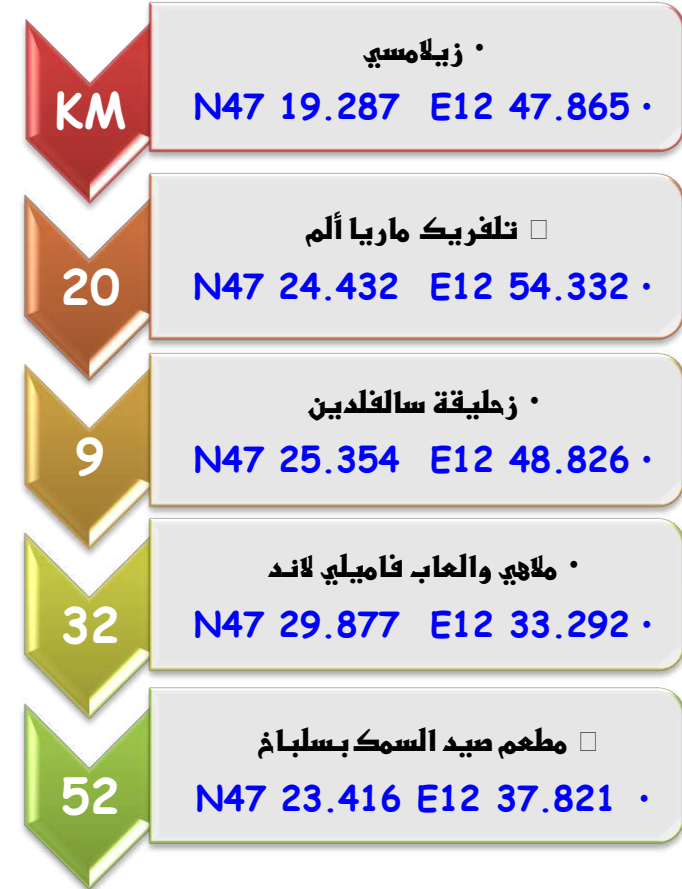 KM
• زيلامسي
N47 19.287 E12 47.865 •
20
□ تلفريك ماريا ألم
N47 24.432 E12 54.332 •
9
• زحليقة سالفلدين
N47 25.354 E12 48.826 •
32
• ملاهي والعاب فاميلي لاند
N47 29.877 E12 33.292 •
52
□ مطعم صيد السمك بسلباخ
N47 23.416 E12 37.821 •